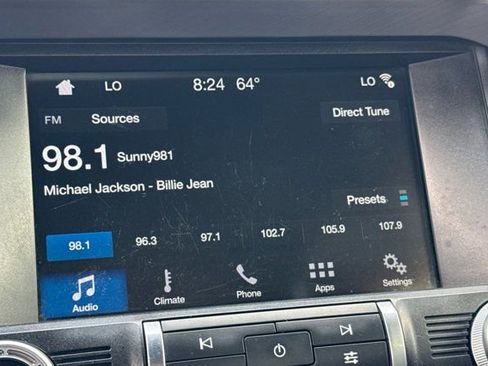 LO 8:24 64° LO
FM Sources Direct Tune
98.1 Sunny981
Michael Jackson - Billie Jean
Presets
98.1 96.3 97.1 102.7 105.9 107.9
Audio Climate Phone Apps Settings